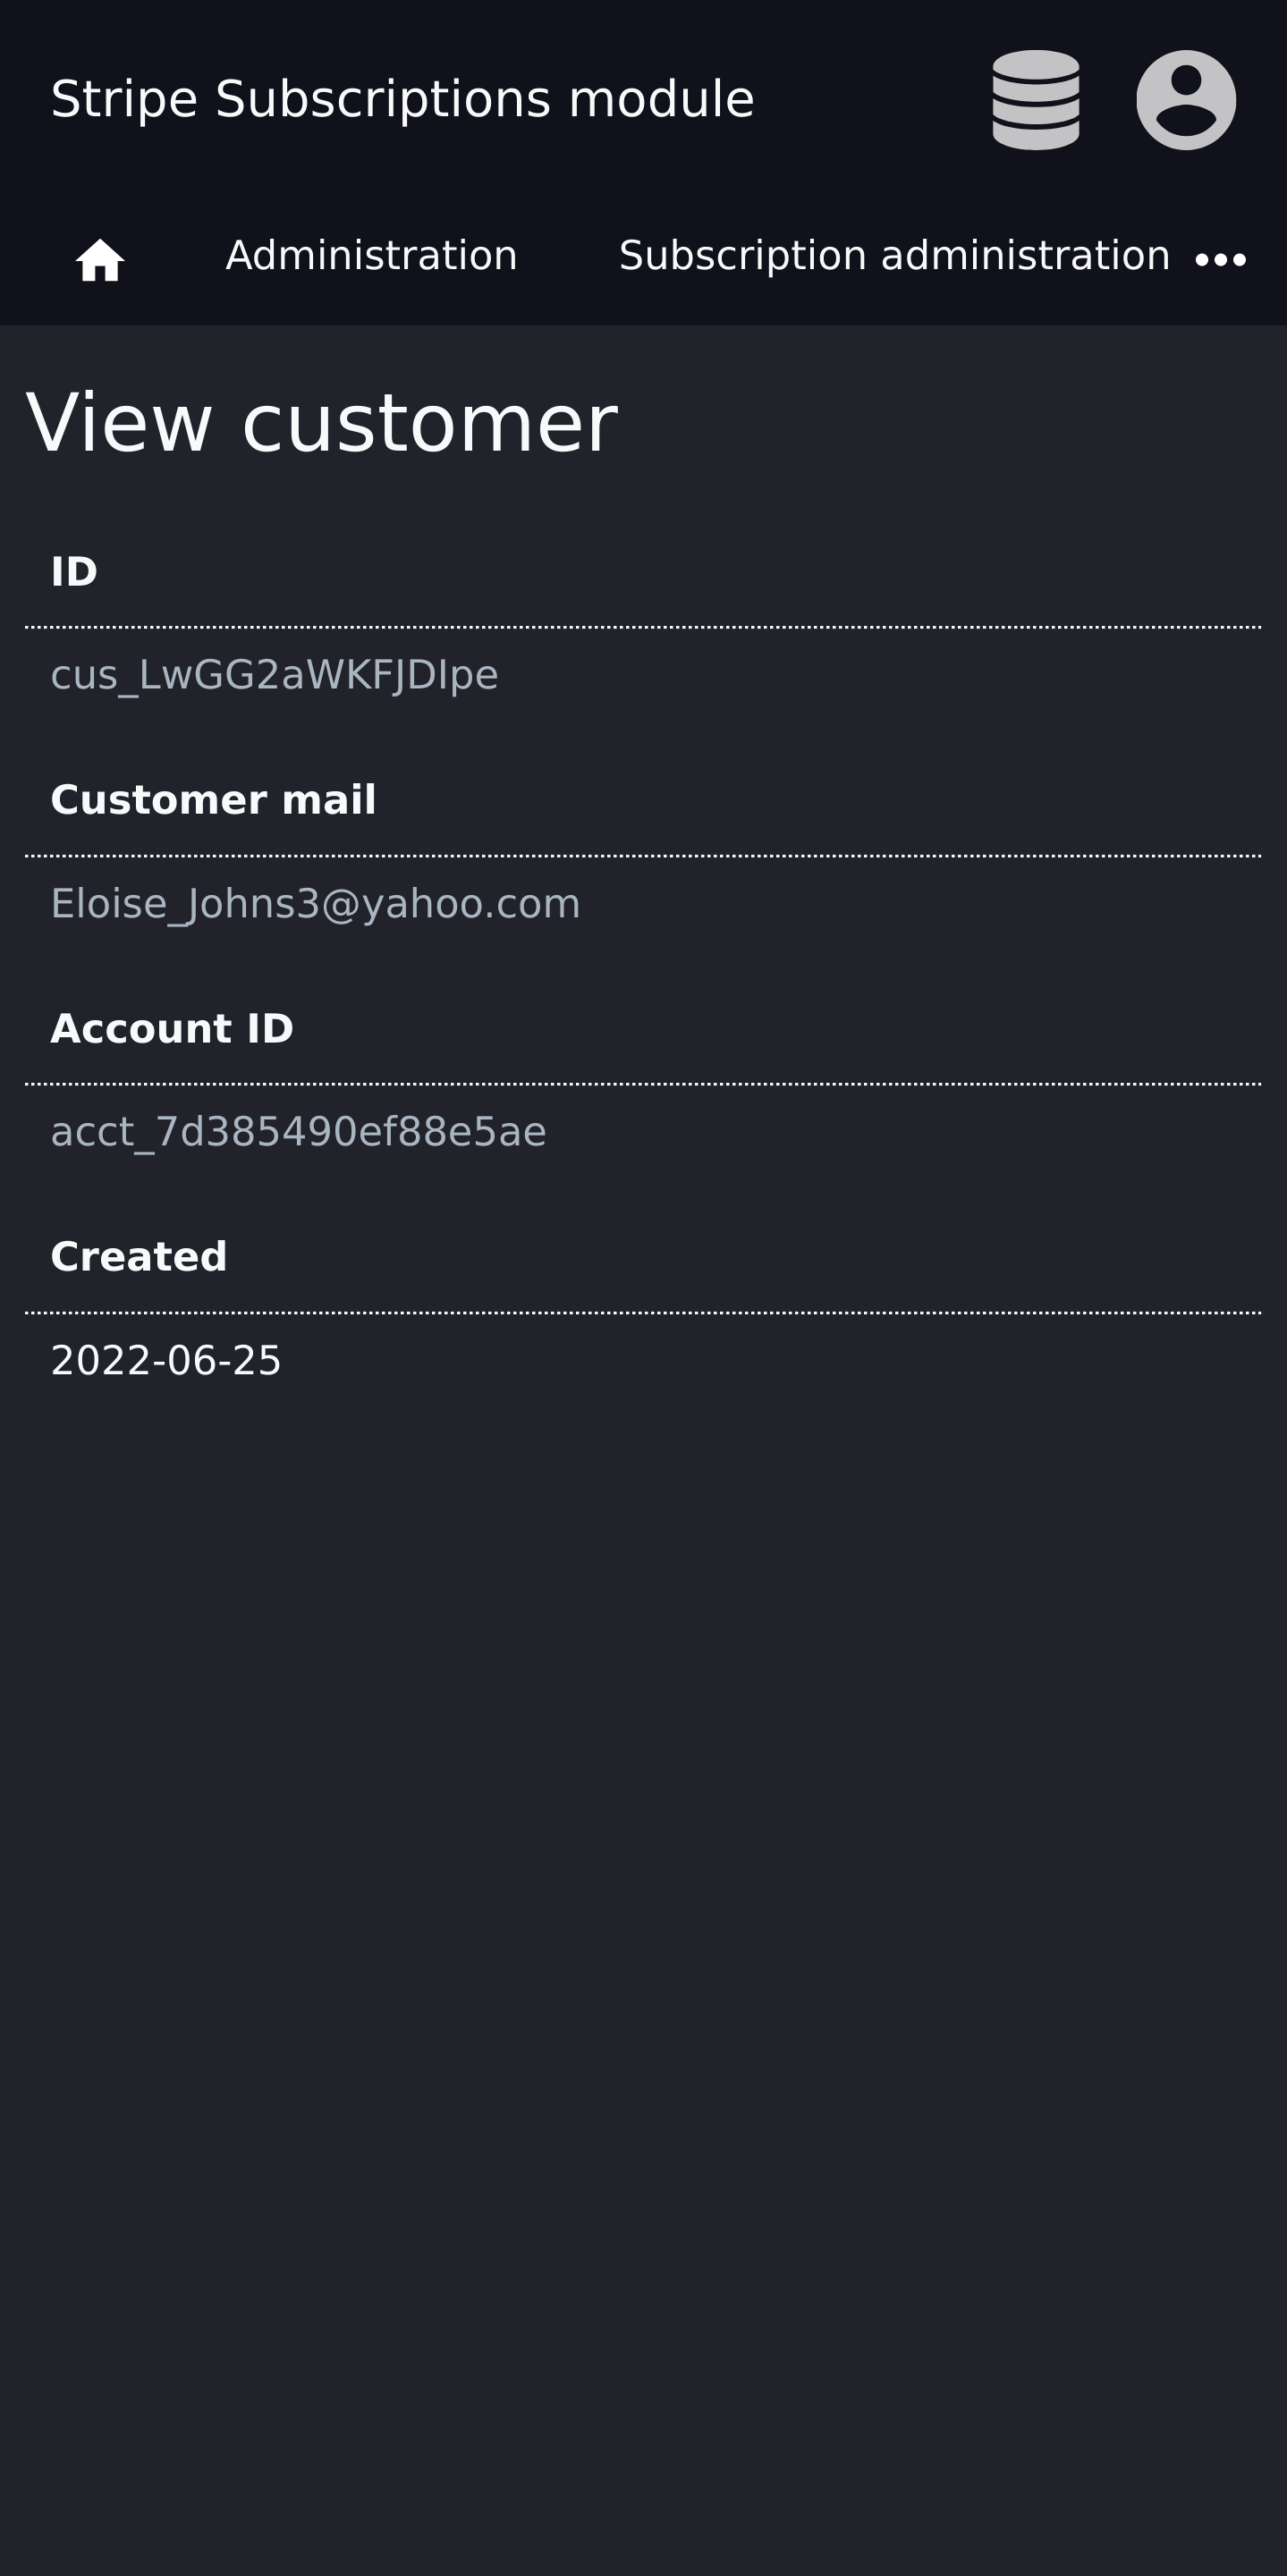 Stripe Subscriptions module
Administration
Subscription administration
View customer
ID
cus_LwGG2aWKFJDIpe
Customer mail
Eloise_Johns3@yahoo.com
Account ID
acct_7d385490ef88e5ae
Created
2022-06-25